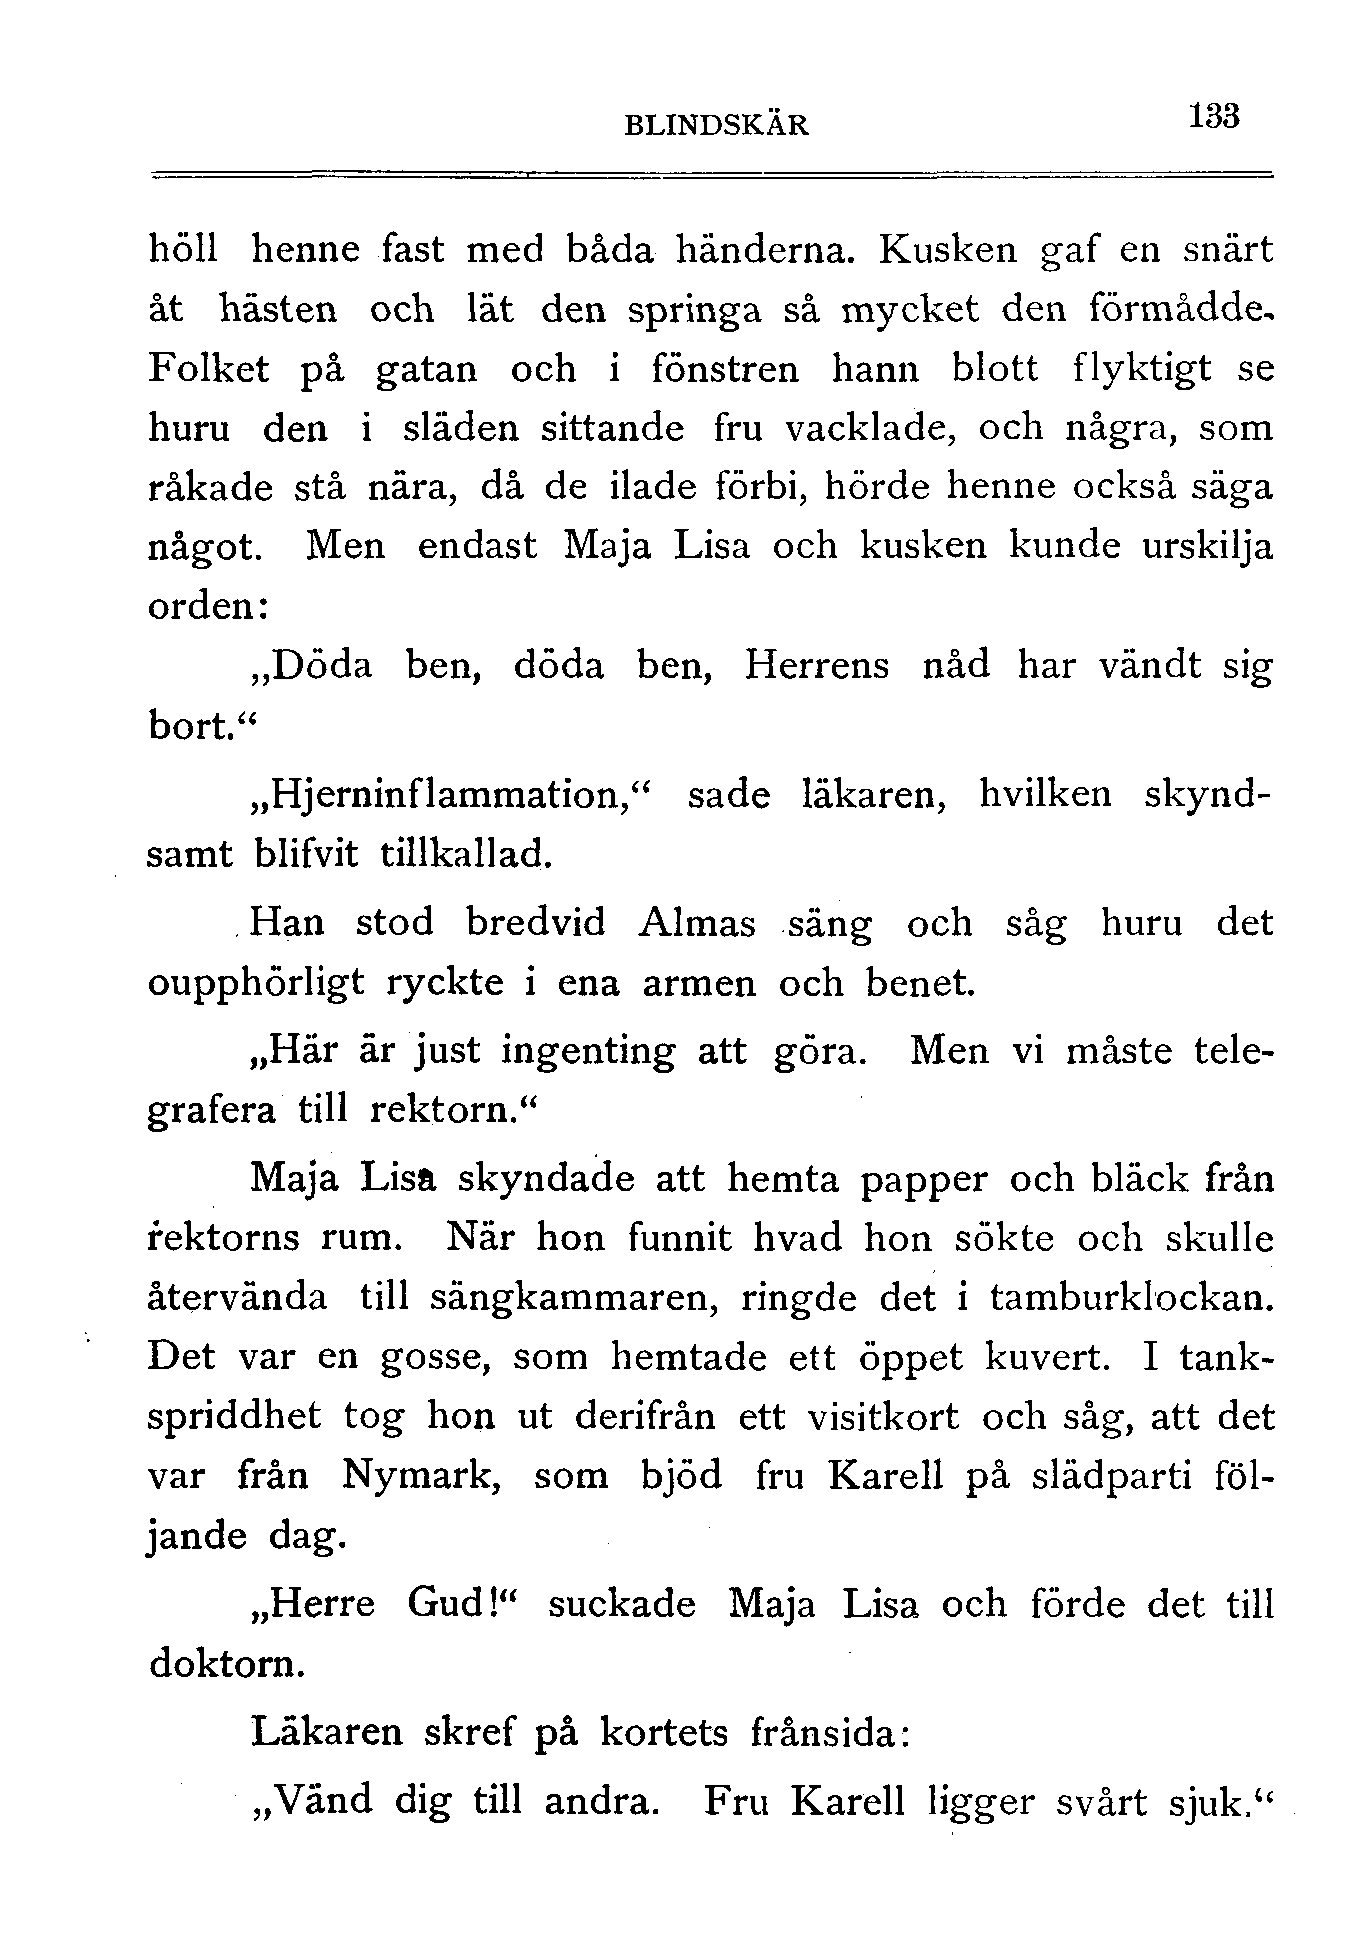 BLINDSKÄR 133
höll henne fast med båda händerna. Kusken gaf en snärt
åt hästen och lät den springa så mycket den förmådde.
Folket på gatan och i fönstren hann blott flyktigt se
huru den i släden sittande fru vacklade, och några, som
råkade stå nära, då de ilade förbi, hörde henne också säga
något. Men endast Maja Lisa och kusken kunde urskilja
orden:
„Döda ben, döda ben, Herrens nåd har vändt sig
bort.“
„Hjerninflammation,“ sade läkaren, hvilken skynd-
samt blifvit tillkallad.
Han stod bredvid Almas säng och såg huru det
oupphörligt ryckte i ena armen och benet.
„Här är just ingenting att göra. Men vi måste tele-
grafera till rektorn.“
Maja Lisa skyndade att hemta papper och bläck från
rektorns rum. När hon funnit hvad hon sökte och skulle
återvända till sängkammaren, ringde det i tamburklockan.
Det var en gosse, som hemtade ett öppet kuvert. I tank-
spriddhet tog hon ut derifrån ett visitkort och såg, att det
var från Nymark, som bjöd fru Karell på slädparti föl-
jande dag.
„Herre Gud!“ suckade Maja Lisa och förde det till
doktorn.
Läkaren skref på kortets frånsida:
„Vänd dig till andra. Fru Karell ligger svårt sjuk.“